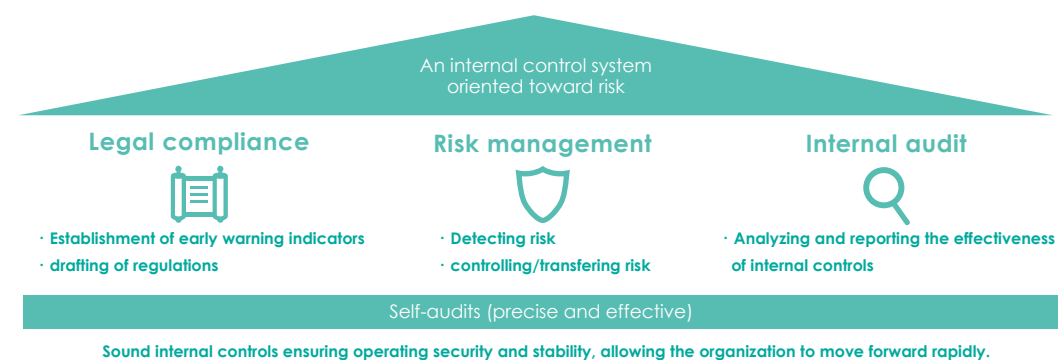 An internal control system
oriented toward risk
Legal compliance
· Establishment of early warning indicators
· drafting of regulations
Risk management
· Detecting risk
· controlling/transfering risk
Internal audit
· Analyzing and reporting the effectiveness
of internal controls
Self-audits (precise and effective)
Sound internal controls ensuring operating security and stability, allowing the organization to move forward rapidly.